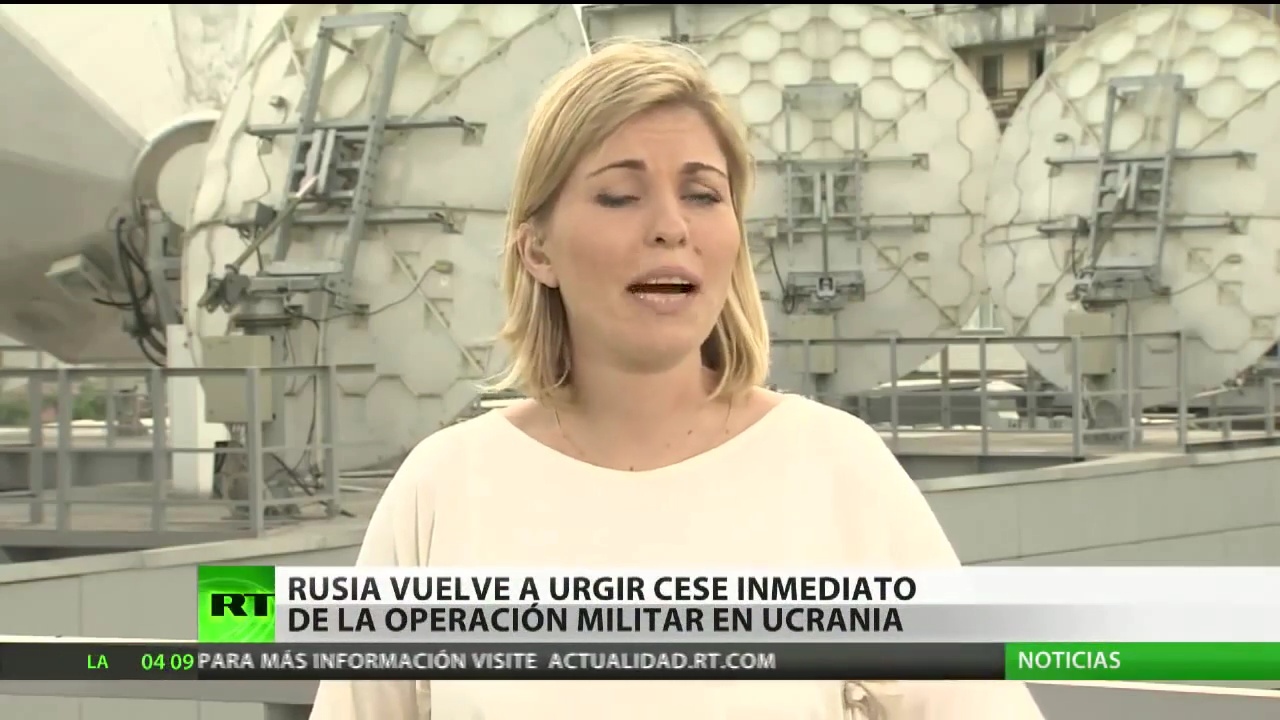 RT
RUSIA VUELVE A URGIR CESE INMEDIATO
DE LA OPERACIÓN MILITAR EN UCRANIA
LA 04:09 PARA MÁS INFORMACIÓN VISITE ACTUALIDAD.RT.COM
NOTICIAS